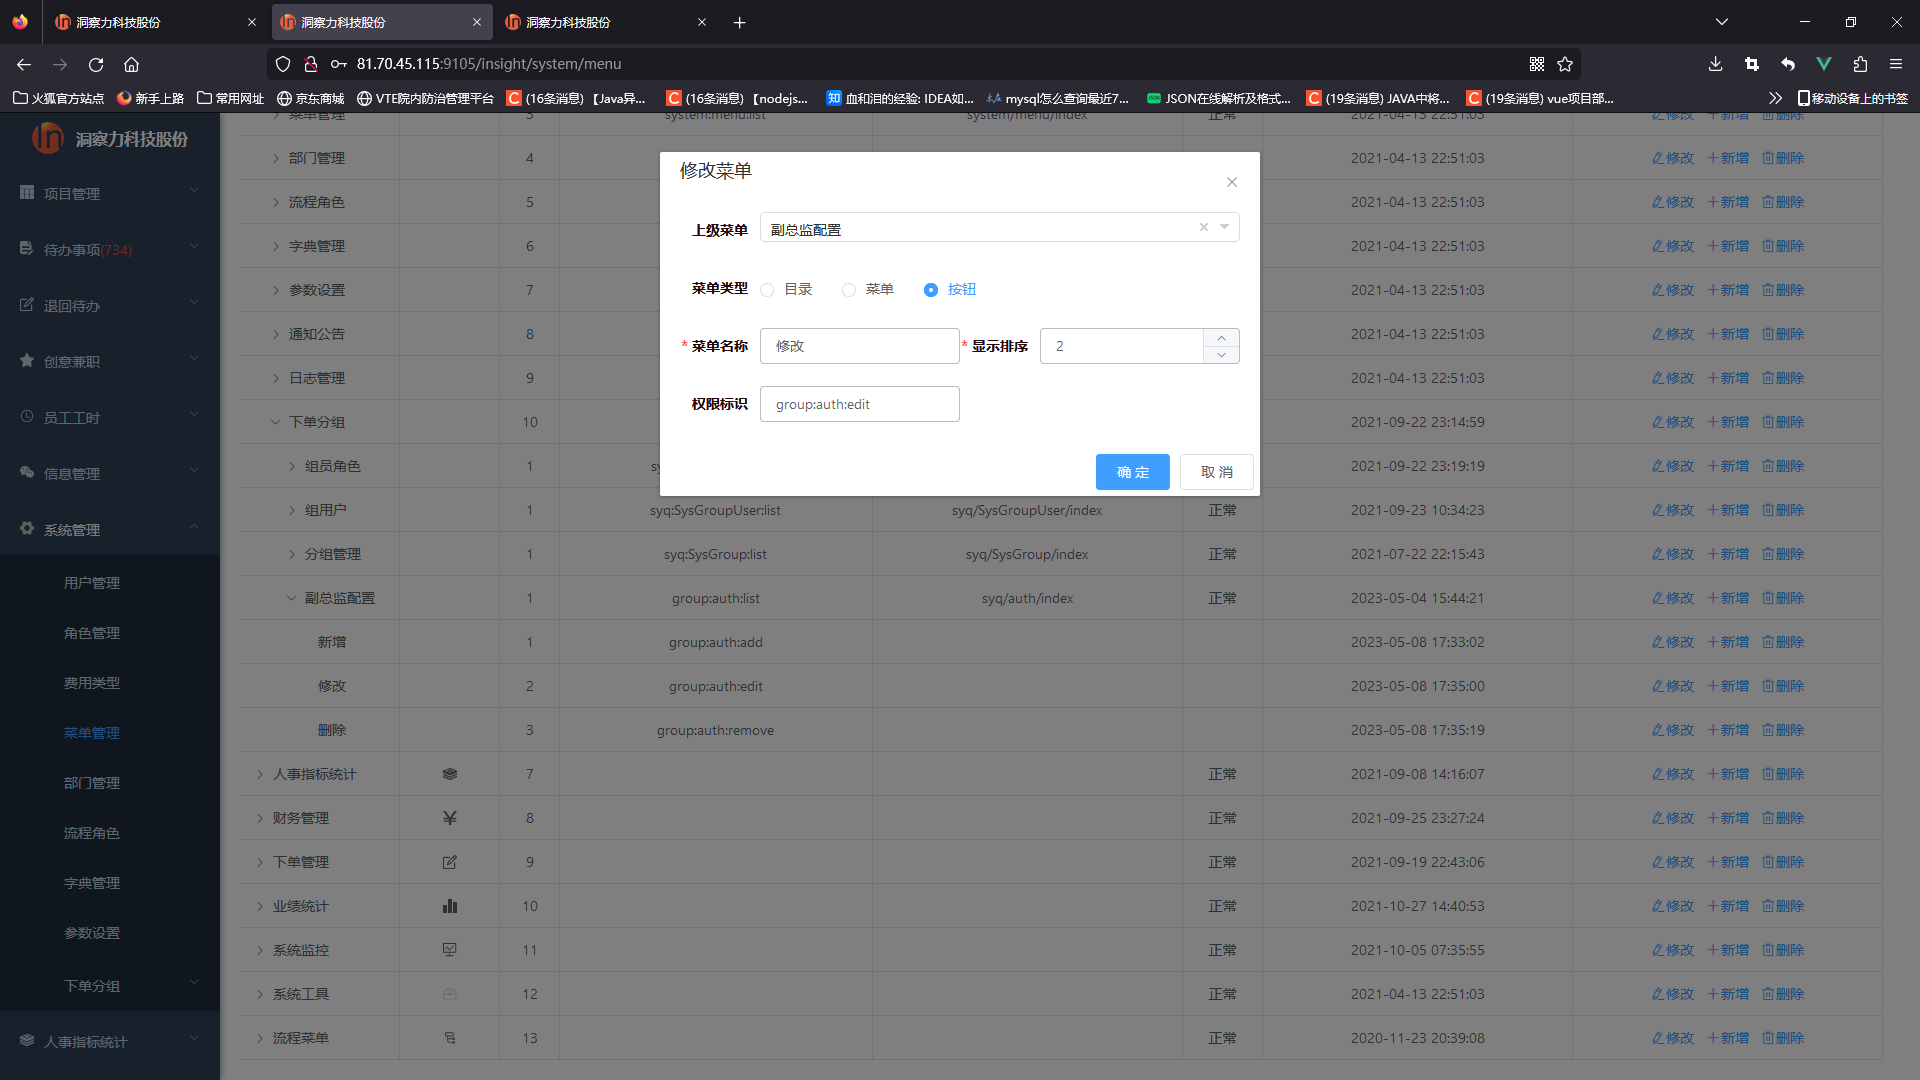 洞察力科技股份
洞察力科技股份
洞察力科技股份
81.70.45.115:9105/insight/system/menu
火狐官方站点
新手上路
常用网址
京东商城
VTE院内防治管理平台
(16条消息) 【Java异...
(16条消息) 【nodejs...
血和泪的经验: IDEA如...
mysql怎么查询最近7...
JSON在线解析及格式...
(19条消息) JAVA中将...
(19条消息) vue项目部...
移动设备上的书签
洞察力科技股份
项目管理
待办事项(734)
退回待办
创意兼职
员工工时
信息管理
系统管理
用户管理
角色管理
费用类型
菜单管理
部门管理
流程角色
字典管理
参数设置
下单分组
人事指标统计
修改菜单
上级菜单 副总监配置
菜单类型 目录 菜单 按钮
* 菜单名称 修改 * 显示排序 2
权限标识 group:auth:edit
确 定 取 消
菜单管理 3 system:menu:list system/menu/index 正常 2021-04-13 22:51:03 修改 新增 删除
部门管理 4 2021-04-13 22:51:03 修改 新增 删除
流程角色 5 2021-04-13 22:51:03 修改 新增 删除
字典管理 6 2021-04-13 22:51:03 修改 新增 删除
参数设置 7 2021-04-13 22:51:03 修改 新增 删除
通知公告 8 2021-04-13 22:51:03 修改 新增 删除
日志管理 9 2021-04-13 22:51:03 修改 新增 删除
下单分组 10 2021-09-22 23:14:59 修改 新增 删除
组员角色 1 sy 2021-09-22 23:19:19 修改 新增 删除
组用户 1 syq:SysGroupUser:list syq/SysGroupUser/index 正常 2021-09-23 10:34:23 修改 新增 删除
分组管理 1 syq:SysGroup:list syq/SysGroup/index 正常 2021-07-22 22:15:43 修改 新增 删除
副总监配置 1 group:auth:list syq/auth/index 正常 2023-05-04 15:44:21 修改 新增 删除
新增 1 group:auth:add 2023-05-08 17:33:02 修改 新增 删除
修改 2 group:auth:edit 2023-05-08 17:35:00 修改 新增 删除
删除 3 group:auth:remove 2023-05-08 17:35:19 修改 新增 删除
人事指标统计 7 正常 2021-09-08 14:16:07 修改 新增 删除
财务管理 8 正常 2021-09-25 23:27:24 修改 新增 删除
下单管理 9 正常 2021-09-19 22:43:06 修改 新增 删除
业绩统计 10 正常 2021-10-27 14:40:53 修改 新增 删除
系统监控 11 正常 2021-10-05 07:35:55 修改 新增 删除
系统工具 12 正常 2021-04-13 22:51:03 修改 新增 删除
流程菜单 13 正常 2020-11-23 20:39:08 修改 新增 删除